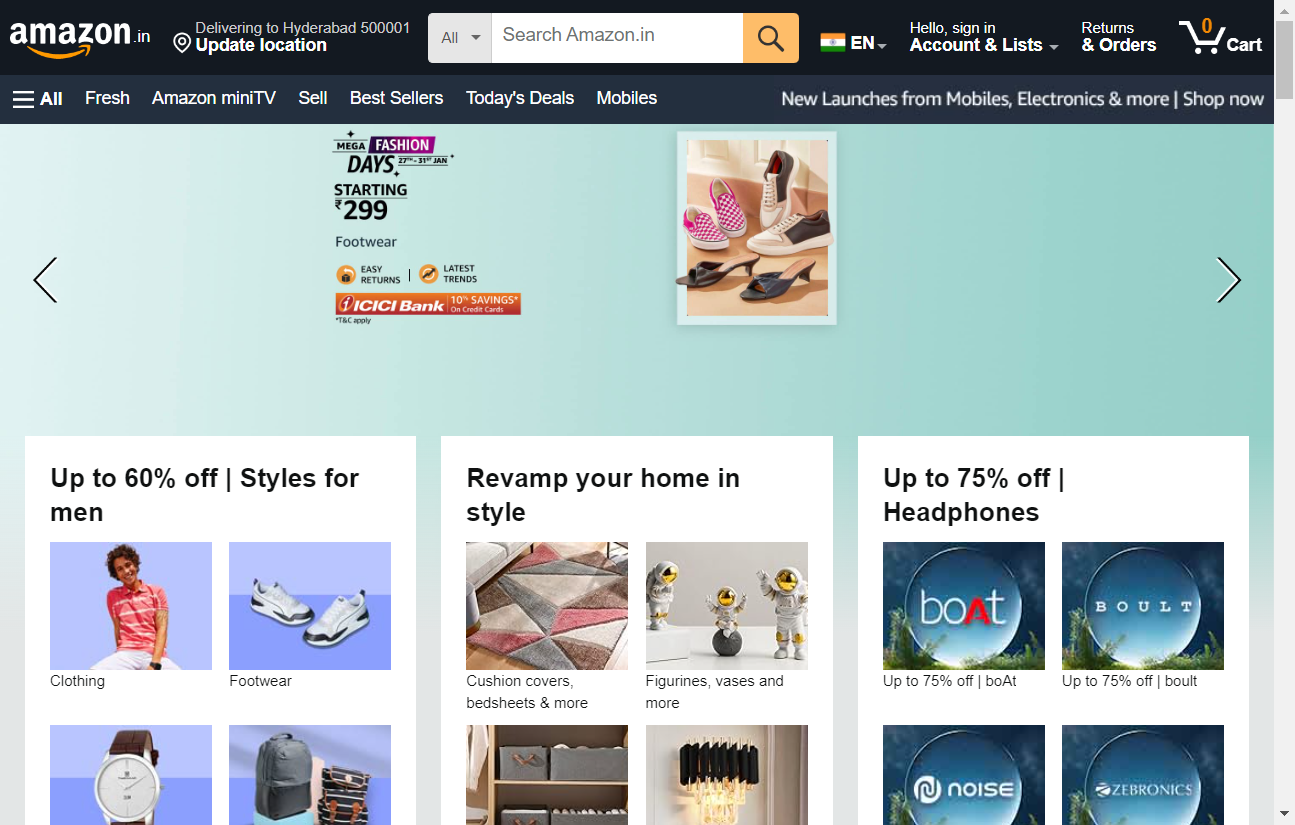 amazon.in
Delivering to Hyderabad 500001
Update location
All
Search Amazon.in
EN
Hello, sign in
Account & Lists
Returns
& Orders
0
Cart
All
Fresh
Amazon miniTV
Sell
Best Sellers
Today's Deals
Mobiles
New Launches from Mobiles, Electronics & more | Shop now
MEGA FASHION
DAYS 27TH - 31ST JAN
STARTING
₹299
Footwear
EASY
RETURNS
LATEST
TRENDS
ICICI Bank
10% SAVINGS*
On Credit Cards
*T&C apply
Up to 60% off | Styles for
men
Clothing
Footwear
Revamp your home in
style
Cushion covers,
bedsheets & more
Figurines, vases and
more
Up to 75% off |
Headphones
boAt
BOULT
Up to 75% off | boAt
Up to 75% off | boult
NOISE
ZEBRONICS